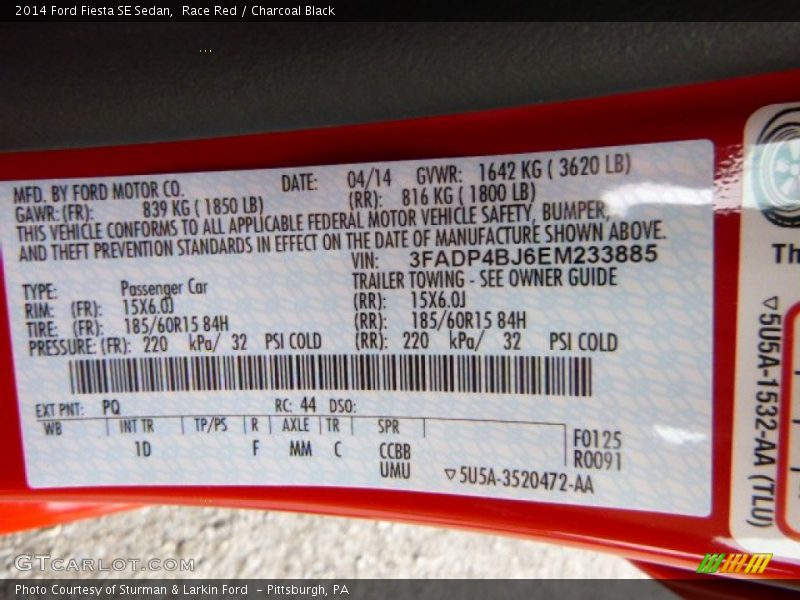 2014 Ford Fiesta SE Sedan, Race Red / Charcoal Black
MFD. BY FORD MOTOR CO. DATE: 04/14 GVWR: 1642 KG ( 3620 LB)
GAWR: (FR): 839 KG ( 1850 LB) (RR): 816 KG ( 1800 LB)
THIS VEHICLE CONFORMS TO ALL APPLICABLE FEDERAL MOTOR VEHICLE SAFETY, BUMPER,
AND THEFT PREVENTION STANDARDS IN EFFECT ON THE DATE OF MANUFACTURE SHOWN ABOVE.
VIN: 3FADP4BJ6EM233885
TYPE: Passenger Car TRAILER TOWING - SEE OWNER GUIDE
RIM: (FR): 15X6.0J (RR): 15X6.0J
TIRE: (FR): 185/60R15 84H (RR): 185/60R15 84H
PRESSURE: (FR): 220 kPa/ 32 PSI COLD (RR): 220 kPa/ 32 PSI COLD
EXT PNT: PQ RC: 44 DSO:
WB INT TR TP/PS R AXLE TR SPR
1D F MM C CCBB
UMU
F0125
R0091
▽5U5A-3520472-AA
Th
▽5U5A-1532-AA (TLU)
GTCARLOT.COM
Photo Courtesy of Sturman & Larkin Ford - Pittsburgh, PA